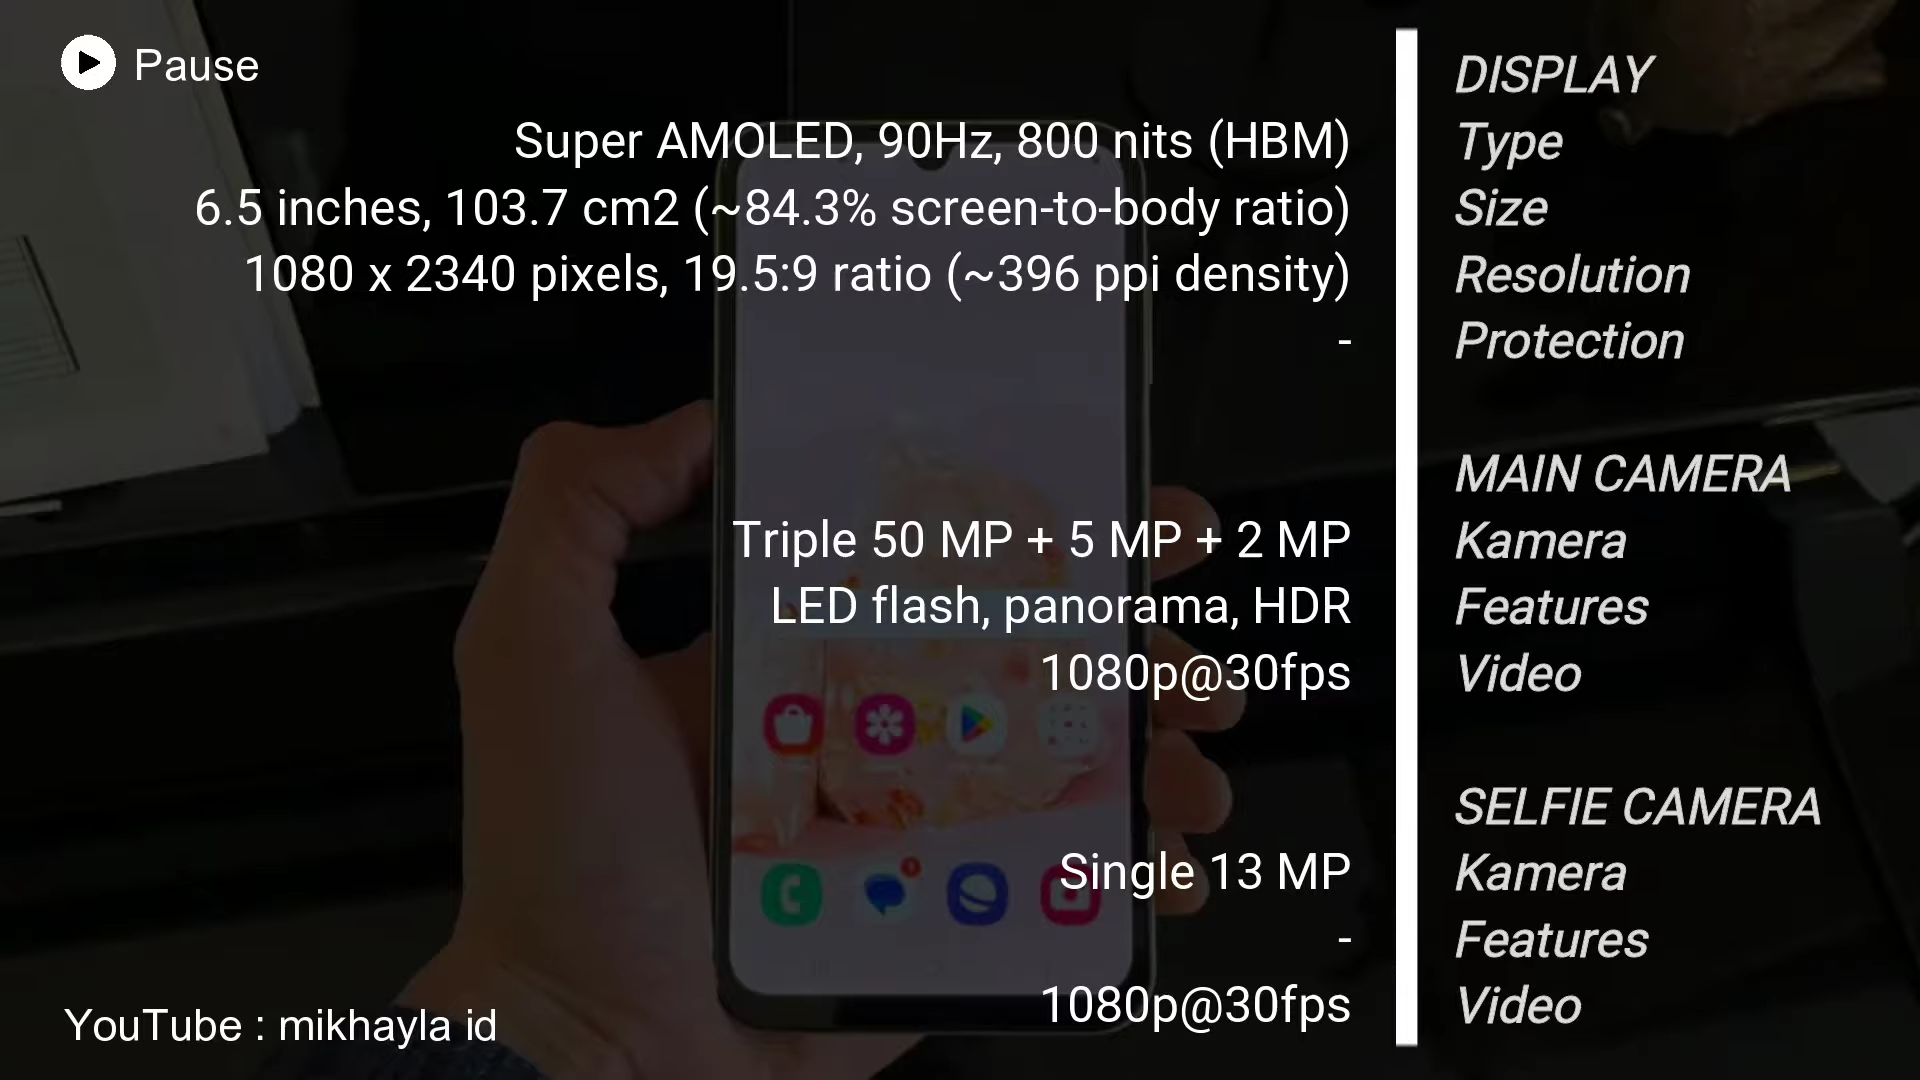 Pause
DISPLAY
Super AMOLED, 90Hz, 800 nits (HBM) Type
6.5 inches, 103.7 cm2 (~84.3% screen-to-body ratio) Size
1080 x 2340 pixels, 19.5:9 ratio (~396 ppi density) Resolution
- Protection
MAIN CAMERA
Triple 50 MP + 5 MP + 2 MP Kamera
LED flash, panorama, HDR Features
1080p@30fps Video
SELFIE CAMERA
Single 13 MP Kamera
- Features
1080p@30fps Video
YouTube : mikhayla id